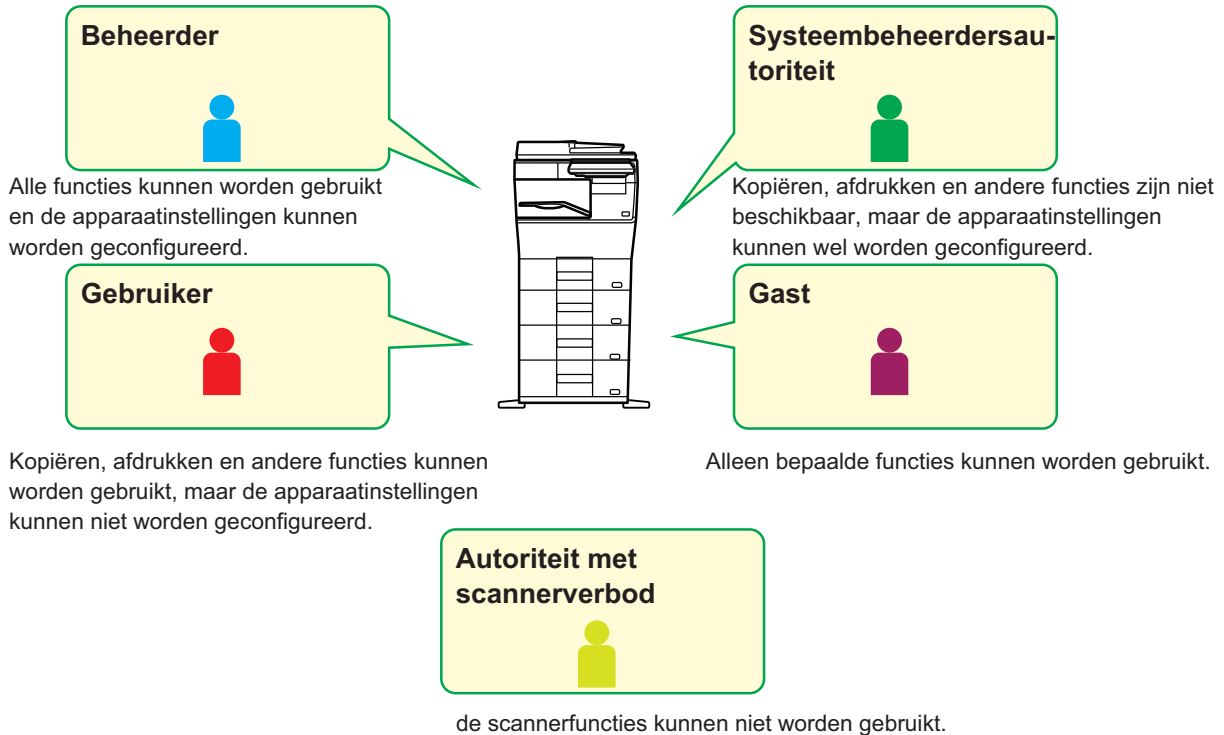 Beheerder
Alle functies kunnen worden gebruikt
en de apparaatinstellingen kunnen
worden geconfigureerd.
Systeembeheerdersau-
toriteit
Kopiëren, afdrukken en andere functies zijn niet
beschikbaar, maar de apparaatinstellingen
kunnen wel worden geconfigureerd.
Gebruiker
Kopiëren, afdrukken en andere functies kunnen
worden gebruikt, maar de apparaatinstellingen
kunnen niet worden geconfigureerd.
Gast
Alleen bepaalde functies kunnen worden gebruikt.
Autoriteit met
scannerverbod
de scannerfuncties kunnen niet worden gebruikt.